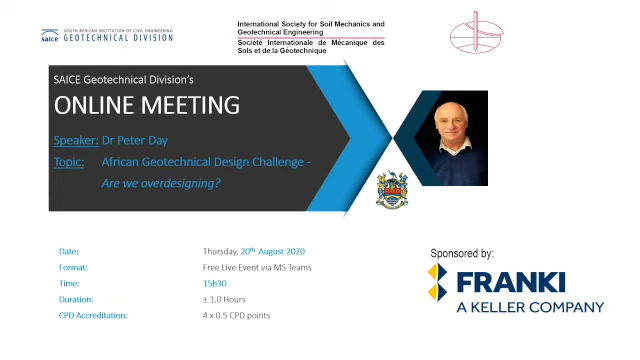 saice
SOUTH AFRICAN INSTITUTION OF CIVIL ENGINEERING
GEOTECHNICAL DIVISION
International Society for Soil Mechanics and
Geotechnical Engineering
Société Internationale de Mécanique des
Sols et de la Géotechnique
SAICE Geotechnical Division's
ONLINE MEETING
Speaker: Dr Peter Day
Topic: African Geotechnical Design Challenge -
Are we overdesigning?
Date: Thursday, 20th August 2020
Format: Free Live Event via MS Teams
Time: 15h30
Duration: ± 1.0 Hours
CPD Accreditation: 4 x 0.5 CPD points
Sponsored by:
FRANKI
A KELLER COMPANY